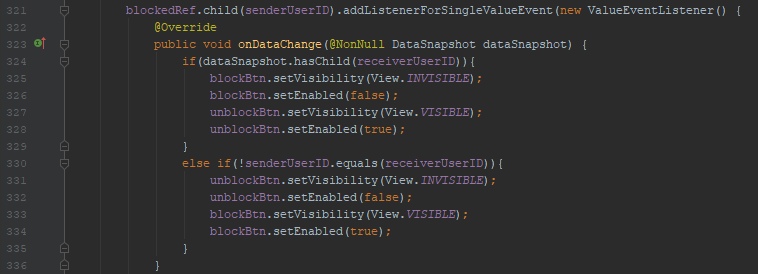 321 blockedRef.child(senderUserID).addListenerForSingleValueEvent(new ValueEventListener() {
322 @Override
323 public void onDataChange(@NonNull DataSnapshot dataSnapshot) {
324 if(dataSnapshot.hasChild(receiverUserID)){
325 blockBtn.setVisibility(View.INVISIBLE);
326 blockBtn.setEnabled(false);
327 unblockBtn.setVisibility(View.VISIBLE);
328 unblockBtn.setEnabled(true);
329 }
330 else if(!senderUserID.equals(receiverUserID)){
331 unblockBtn.setVisibility(View.INVISIBLE);
332 unblockBtn.setEnabled(false);
333 blockBtn.setVisibility(View.VISIBLE);
334 blockBtn.setEnabled(true);
335 }
336 }